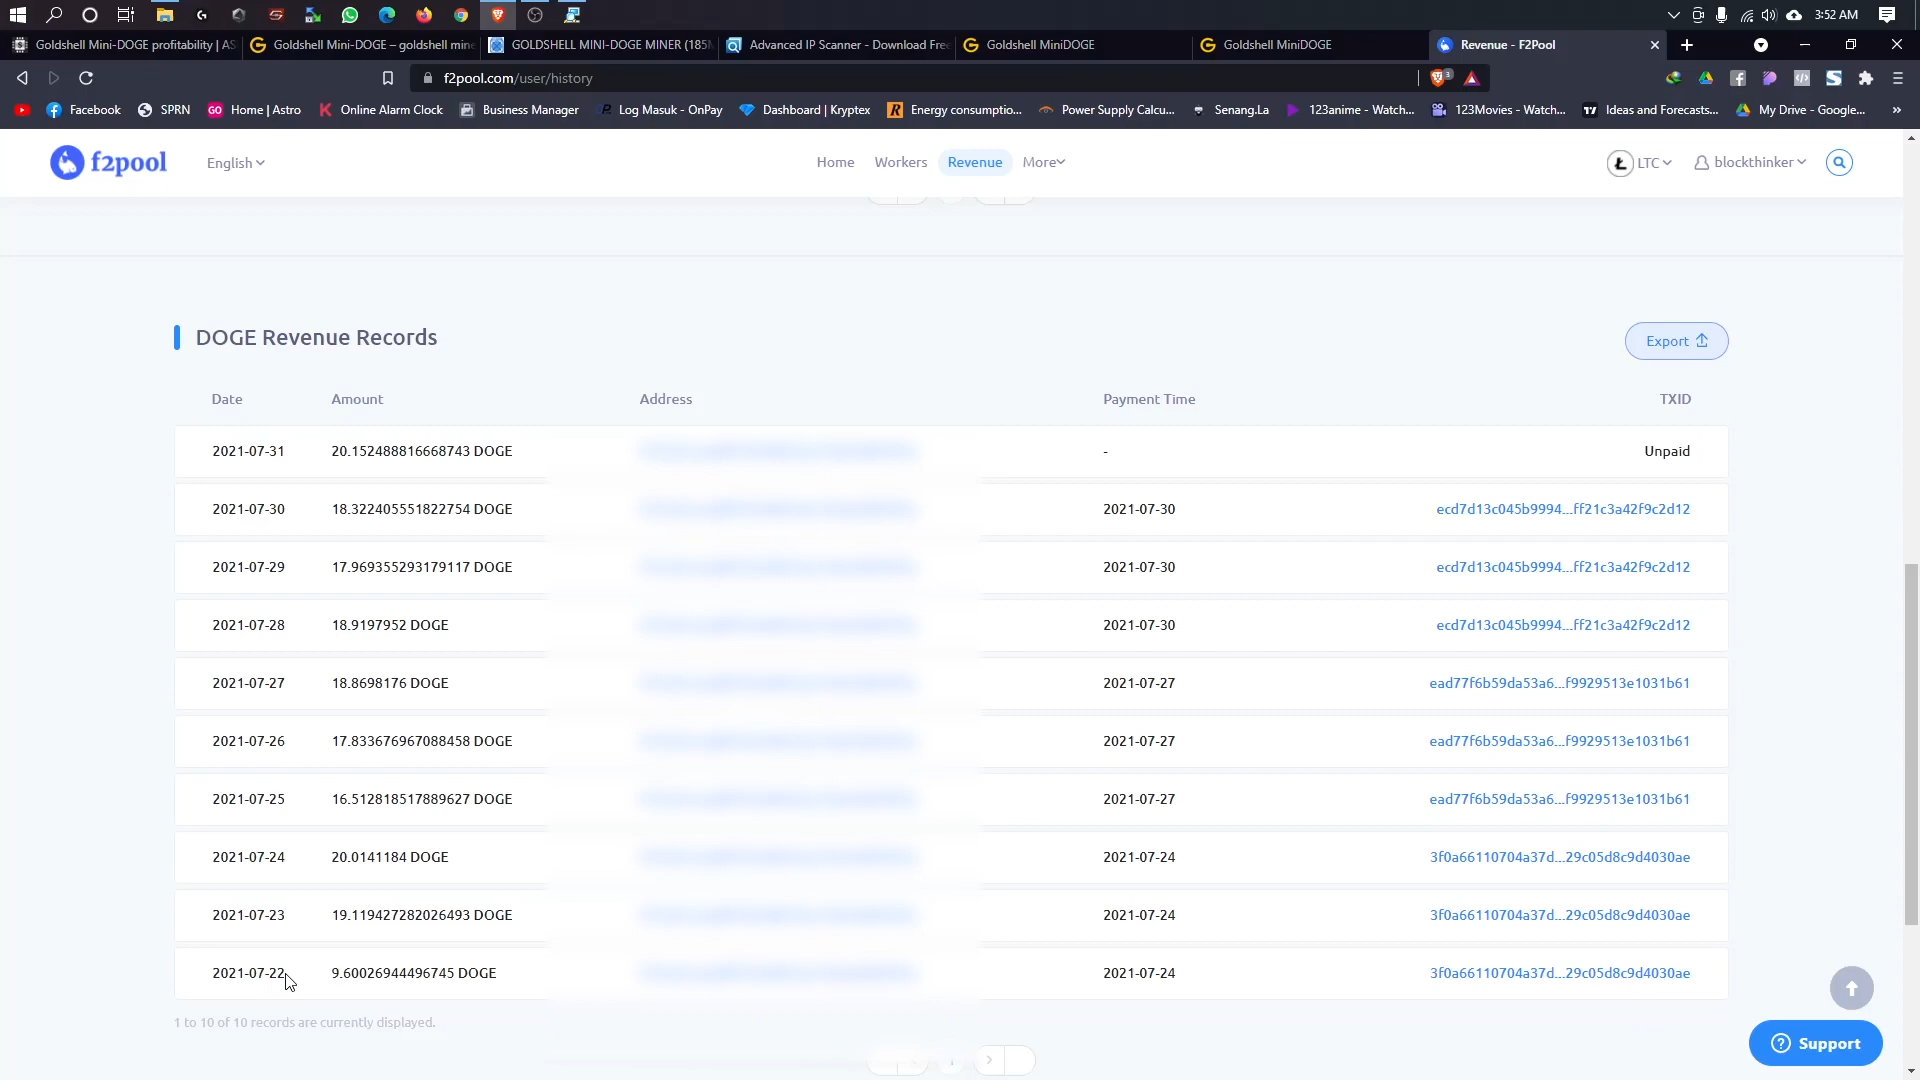 3:52 AM
Goldshell Mini-DOGE profitability | AS
Goldshell Mini-DOGE – goldshell mine
GOLDSHELL MINI-DOGE MINER (185M
Advanced IP Scanner - Download Free
Goldshell MiniDOGE
Goldshell MiniDOGE
Revenue - F2Pool
f2pool.com/user/history
3
Facebook
SPRN
GO Home | Astro
Online Alarm Clock
Business Manager
Log Masuk - OnPay
Dashboard | Kryptex
Energy consumptio...
Power Supply Calcu...
Senang.La
123anime - Watch...
123Movies - Watch...
Ideas and Forecasts...
My Drive - Google...
f2pool
English
Home
Workers
Revenue
More
LTC
blockthinker
DOGE Revenue Records
Export
Date Amount Address Payment Time TXID
2021-07-31 20.152488816668743 DOGE - Unpaid
2021-07-30 18.322405551822754 DOGE 2021-07-30 ecd7d13c045b9994...ff21c3a42f9c2d12
2021-07-29 17.969355293179117 DOGE 2021-07-30 ecd7d13c045b9994...ff21c3a42f9c2d12
2021-07-28 18.9197952 DOGE 2021-07-30 ecd7d13c045b9994...ff21c3a42f9c2d12
2021-07-27 18.8698176 DOGE 2021-07-27 ead77f6b59da53a6...f9929513e1031b61
2021-07-26 17.833676967088458 DOGE 2021-07-27 ead77f6b59da53a6...f9929513e1031b61
2021-07-25 16.512818517889627 DOGE 2021-07-27 ead77f6b59da53a6...f9929513e1031b61
2021-07-24 20.0141184 DOGE 2021-07-24 3f0a66110704a37d...29c05d8c9d4030ae
2021-07-23 19.119427282026493 DOGE 2021-07-24 3f0a66110704a37d...29c05d8c9d4030ae
2021-07-22 9.60026944496745 DOGE 2021-07-24 3f0a66110704a37d...29c05d8c9d4030ae
1 to 10 of 10 records are currently displayed.
Support